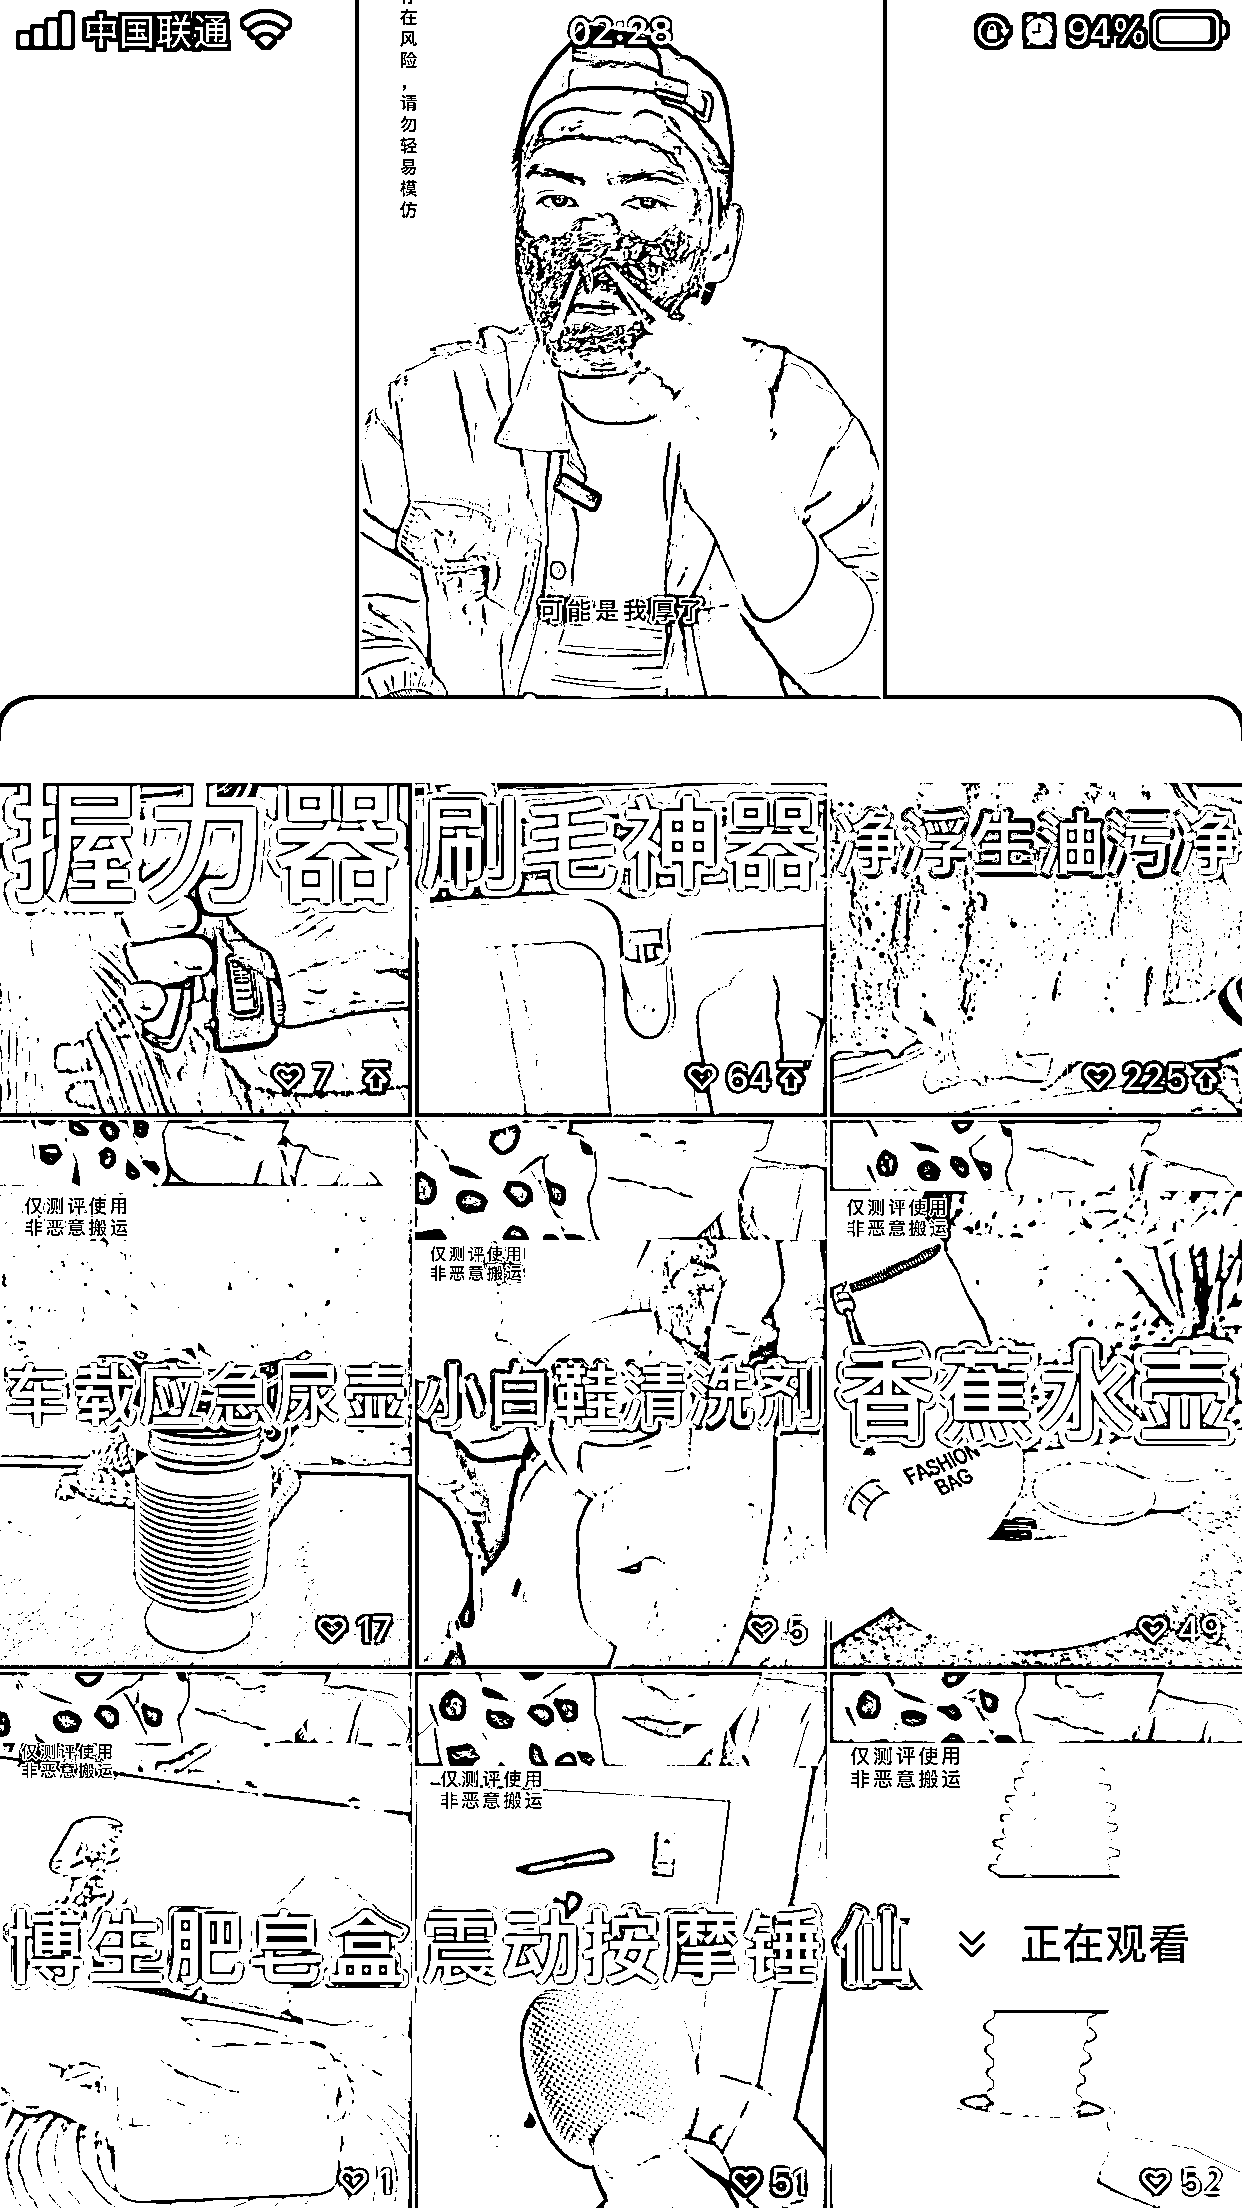 中国联通
02:28
94%
在风险，请勿轻易模仿
可能是我厚了
握力器
刷毛神器
净浮生油污净
7
64
225
仅测评使用
非恶意搬运
仅测评使用
非恶意搬运
仅测评使用
非恶意搬运
车载应急尿壶
小白鞋清洗剂
香蕉水壶
FASHION
BAG
17
5
49
仅测评使用
非恶意搬运
仅测评使用
非恶意搬运
仅测评使用
非恶意搬运
博生肥皂盒
震动按摩锤
仙
正在观看
1
51
52